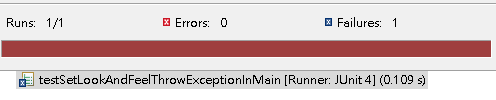 Runs: 1/1 Errors: 0 Failures: 1
testSetLookAndFeelThrowExceptionInMain [Runner: JUnit 4] (0.109 s)